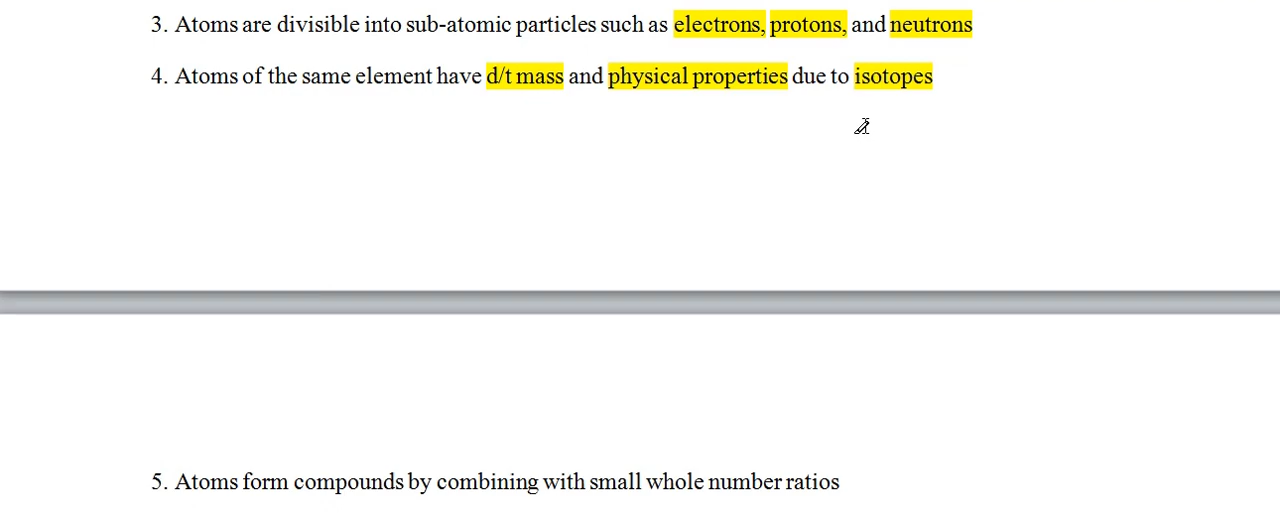 3. Atoms are divisible into sub-atomic particles such as electrons, protons, and neutrons
4. Atoms of the same element have d/t mass and physical properties due to isotopes
5. Atoms form compounds by combining with small whole number ratios